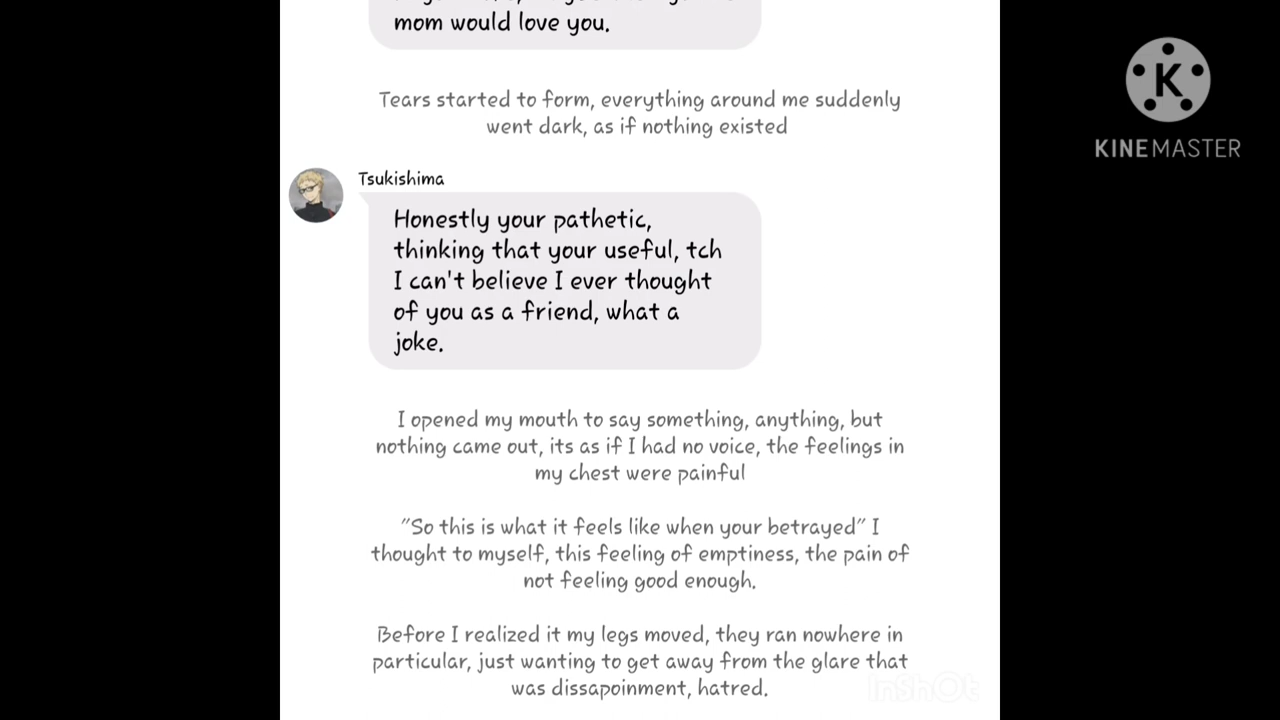 mom would love you.
Tears started to form, everything around me suddenly
went dark, as if nothing existed
Tsukishima
Honestly your pathetic,
thinking that your useful, tch
I can't believe I ever thought
of you as a friend, what a
joke.
I opened my mouth to say something, anything, but
nothing came out, its as if I had no voice, the feelings in
my chest were painful
"So this is what it feels like when your betrayed" I
thought to myself, this feeling of emptiness, the pain of
not feeling good enough.
Before I realized it my legs moved, they ran nowhere in
particular, just wanting to get away from the glare that
was dissapoinment, hatred.
K
KINEMASTER
InShOt